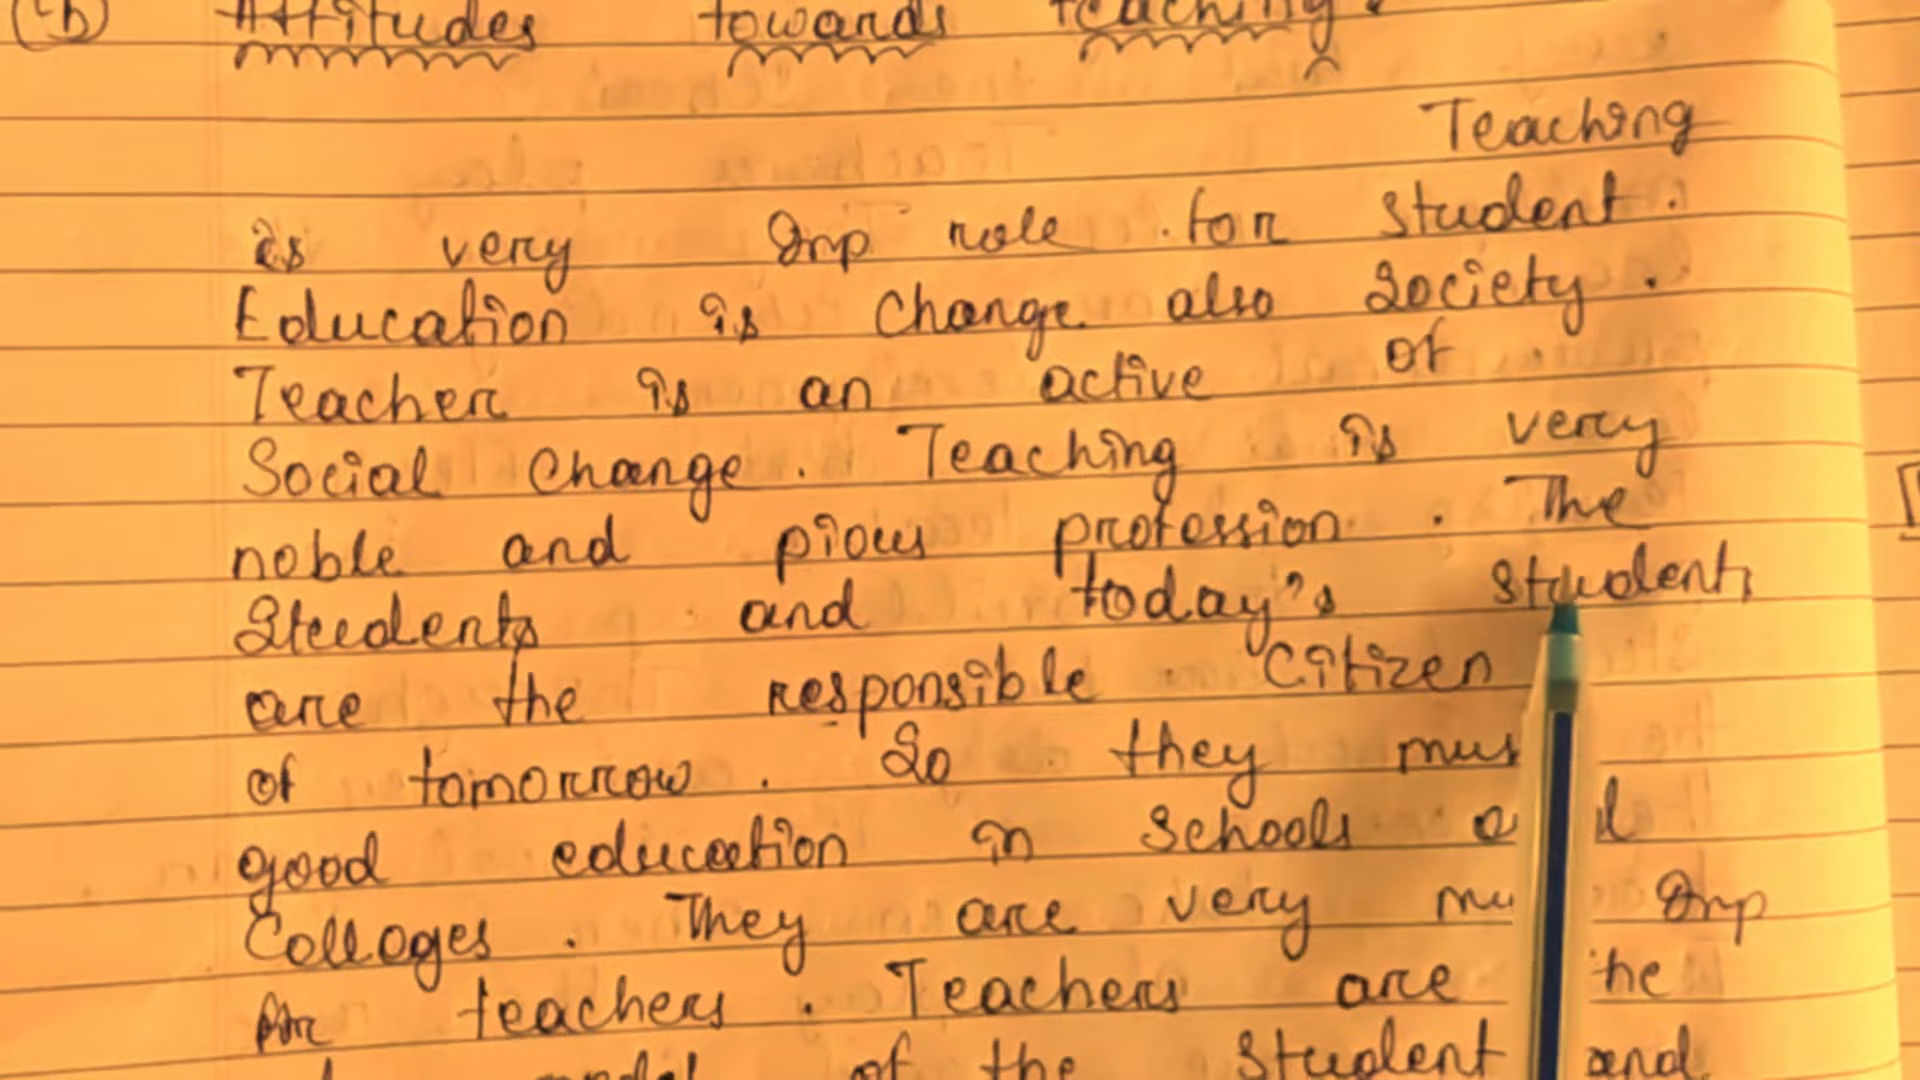 (b) Attitudes towards teaching.
Teaching
is very Imp role for student.
Education is change also society.
Teacher is an active of
Social change. Teaching is very
noble and pious profession. The
Students and today's students
are the responsible citizen
of tomorrow. So they
good education in schools
Colloges. They are very Imp
for teachers. Teachers are
of the student and